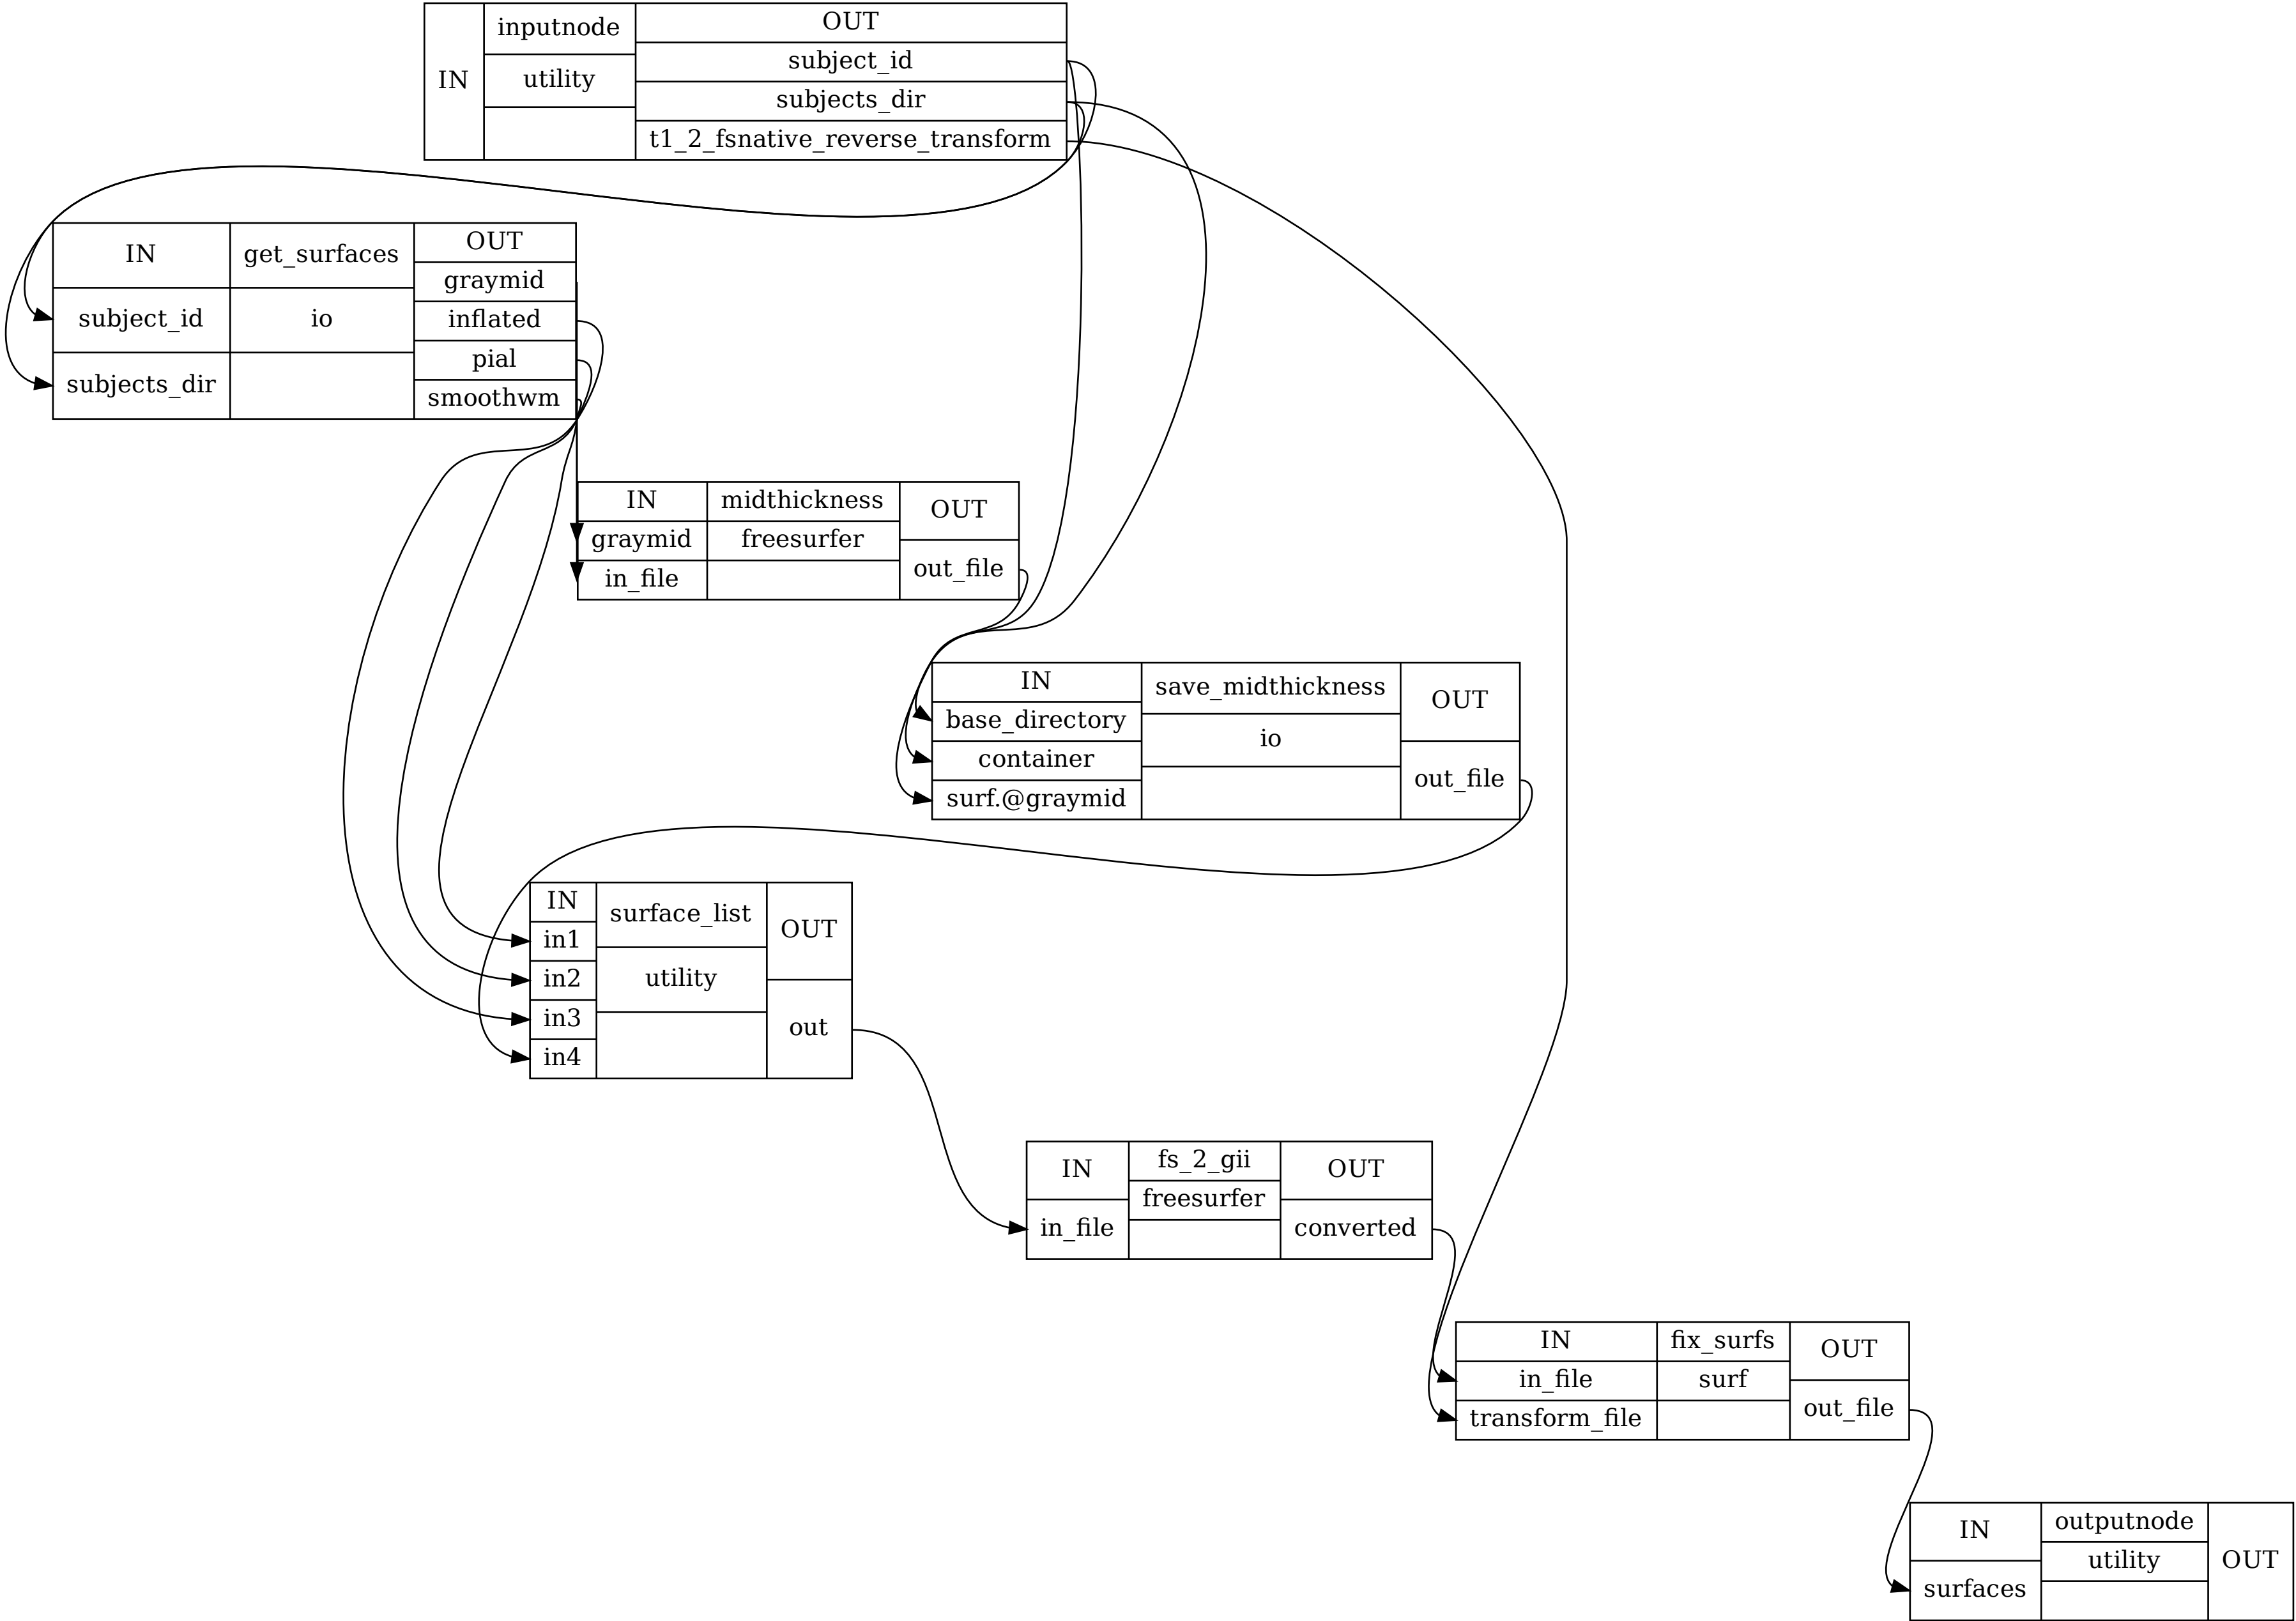 IN
inputnode
utility
OUT
subject_id
subjects_dir
t1_2_fsnative_reverse_transform
IN
subject_id
subjects_dir
get_surfaces
io
OUT
graymid
inflated
pial
smoothwm
IN
graymid
in_file
midthickness
freesurfer
OUT
out_file
IN
base_directory
container
surf.@graymid
save_midthickness
io
OUT
out_file
IN
in1
in2
in3
in4
surface_list
utility
OUT
out
IN
in_file
fs_2_gii
freesurfer
OUT
converted
IN
in_file
transform_file
fix_surfs
surf
OUT
out_file
IN
surfaces
outputnode
utility
OUT